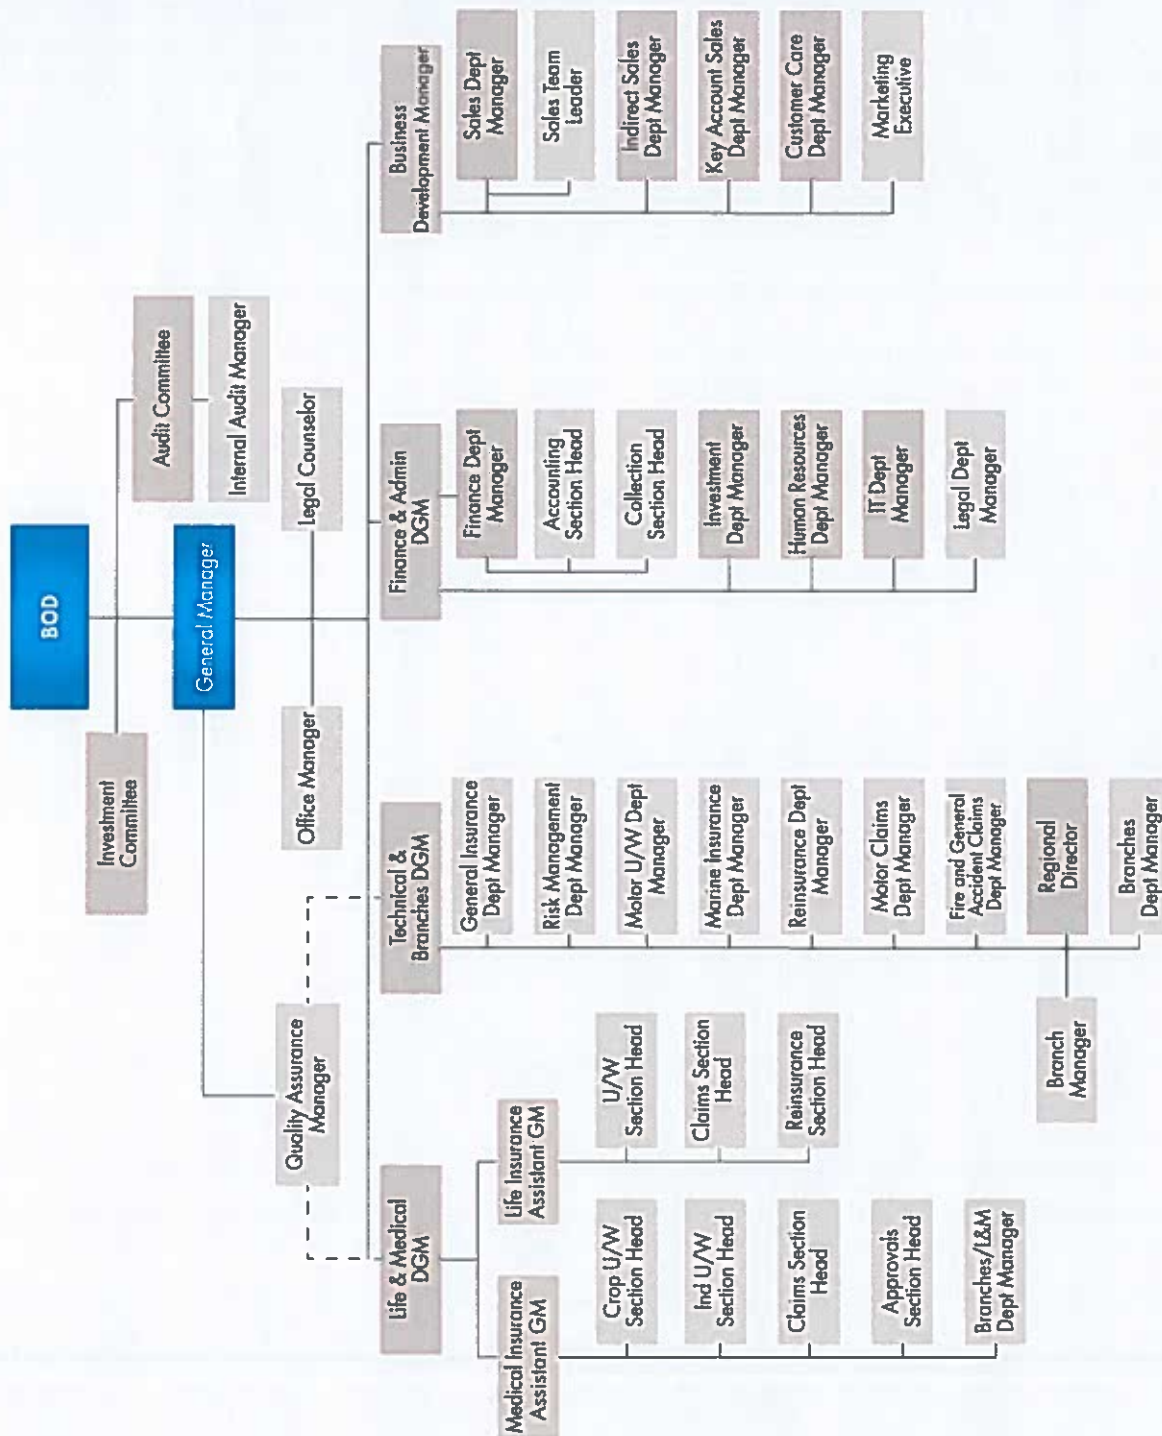 BOD
Investment
Committee
Audit Committee
Internal Audit Manager
General Manager
Quality Assurance
Manager
Office Manager
Legal Counselor
Life & Medical
DGM
Technical &
Branches DGM
Finance & Admin
DGM
Business
Development Manager
Medical Insurance
Assistant GM
Crop U/W
Section Head
Ind U/W
Section Head
Claims Section
Head
Approvals
Section Head
Branches/L&M
Dept Manager
Life Insurance
Assistant GM
U/W
Section Head
Claims Section
Head
Reinsurance
Section Head
General Insurance
Dept Manager
Risk Management
Dept Manager
Motor U/W Dept
Manager
Marine Insurance
Dept Manager
Reinsurance Dept
Manager
Motor Claims
Dept Manager
Fire and General
Accident Claims
Dept Manager
Regional
Director
Branch
Manager
Branches
Dept Manager
Finance Dept
Manager
Accounting
Section Head
Collection
Section Head
Investment
Dept Manager
Human Resources
Dept Manager
IT Dept
Manager
Legal Dept
Manager
Sales Dept
Manager
Sales Team
Leader
Indirect Sales
Dept Manager
Key Account Sales
Dept Manager
Customer Care
Dept Manager
Marketing
Executive